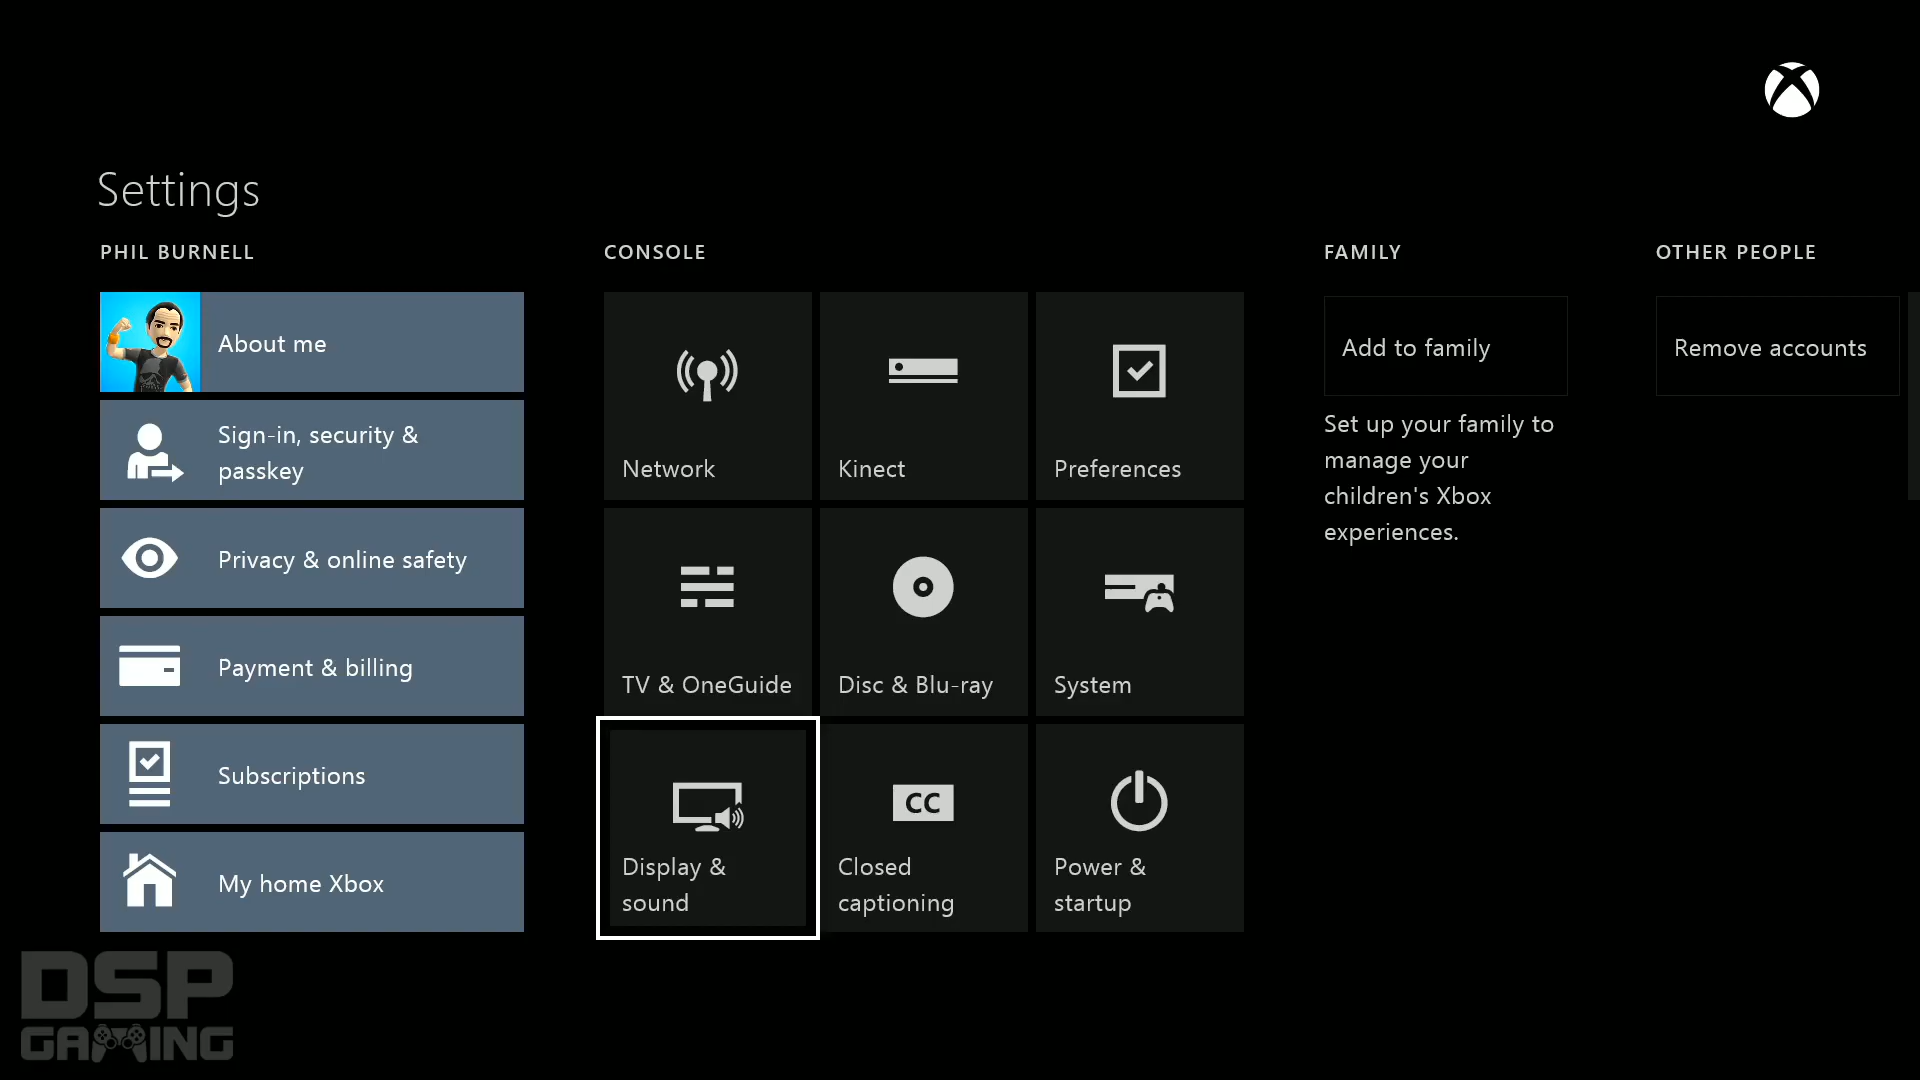 Settings
PHIL BURNELL
About me
Sign-in, security &
passkey
Privacy & online safety
Payment & billing
Subscriptions
My home Xbox
CONSOLE
Network
Kinect
Preferences
TV & OneGuide
Disc & Blu-ray
System
Display &
sound
CC
Closed
captioning
Power &
startup
FAMILY
Add to family
Set up your family to
manage your
children's Xbox
experiences.
OTHER PEOPLE
Remove accounts
DSP
GAMING